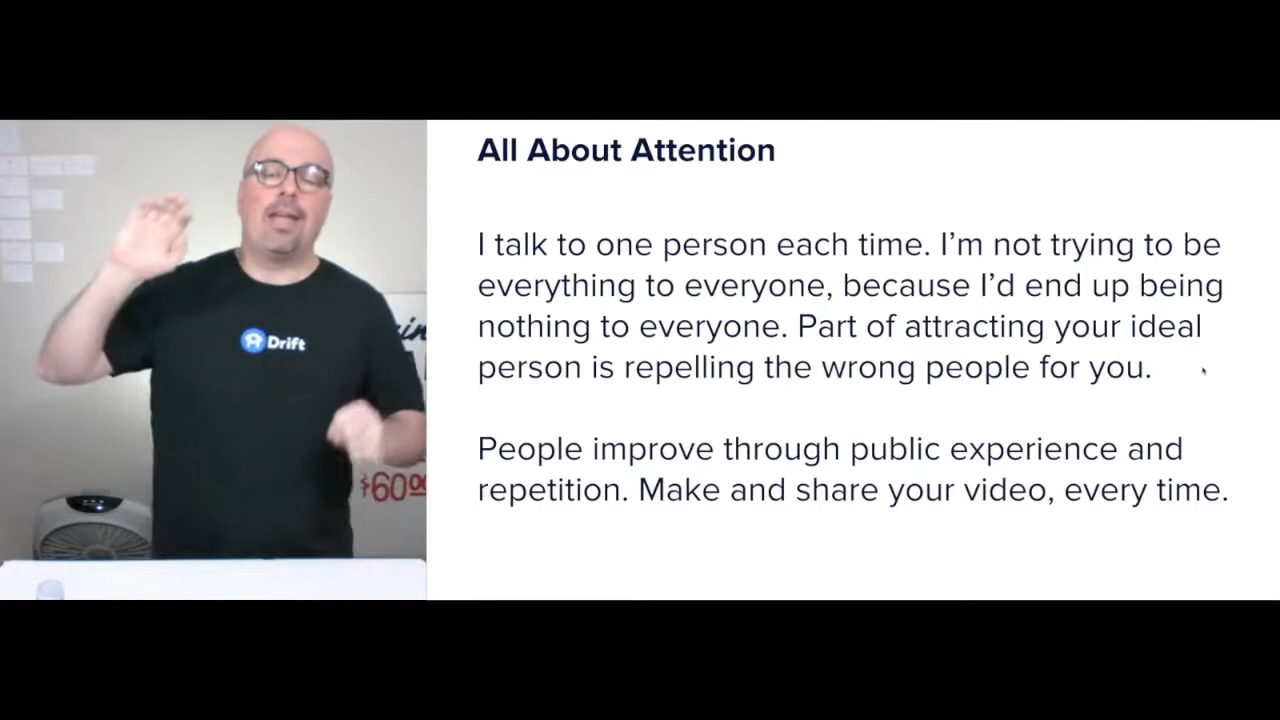 All About Attention
I talk to one person each time. I'm not trying to be
everything to everyone, because I'd end up being
nothing to everyone. Part of attracting your ideal
person is repelling the wrong people for you.
People improve through public experience and
repetition. Make and share your video, every time.
Drift
$60